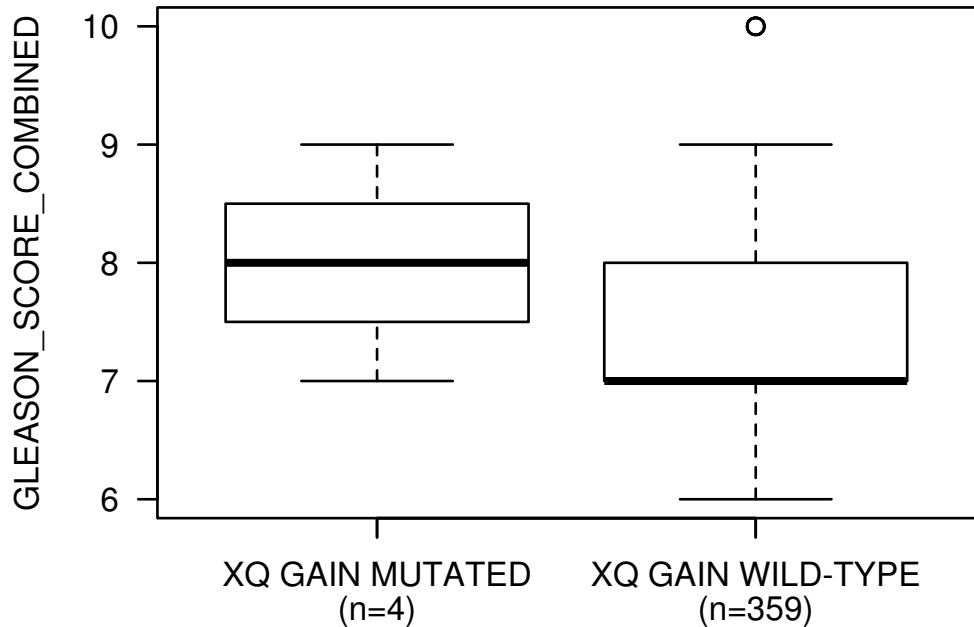 GLEASON_SCORE_COMBINED
10
9
8
7
6
XQ GAIN MUTATED
(n=4)
XQ GAIN WILD-TYPE
(n=359)